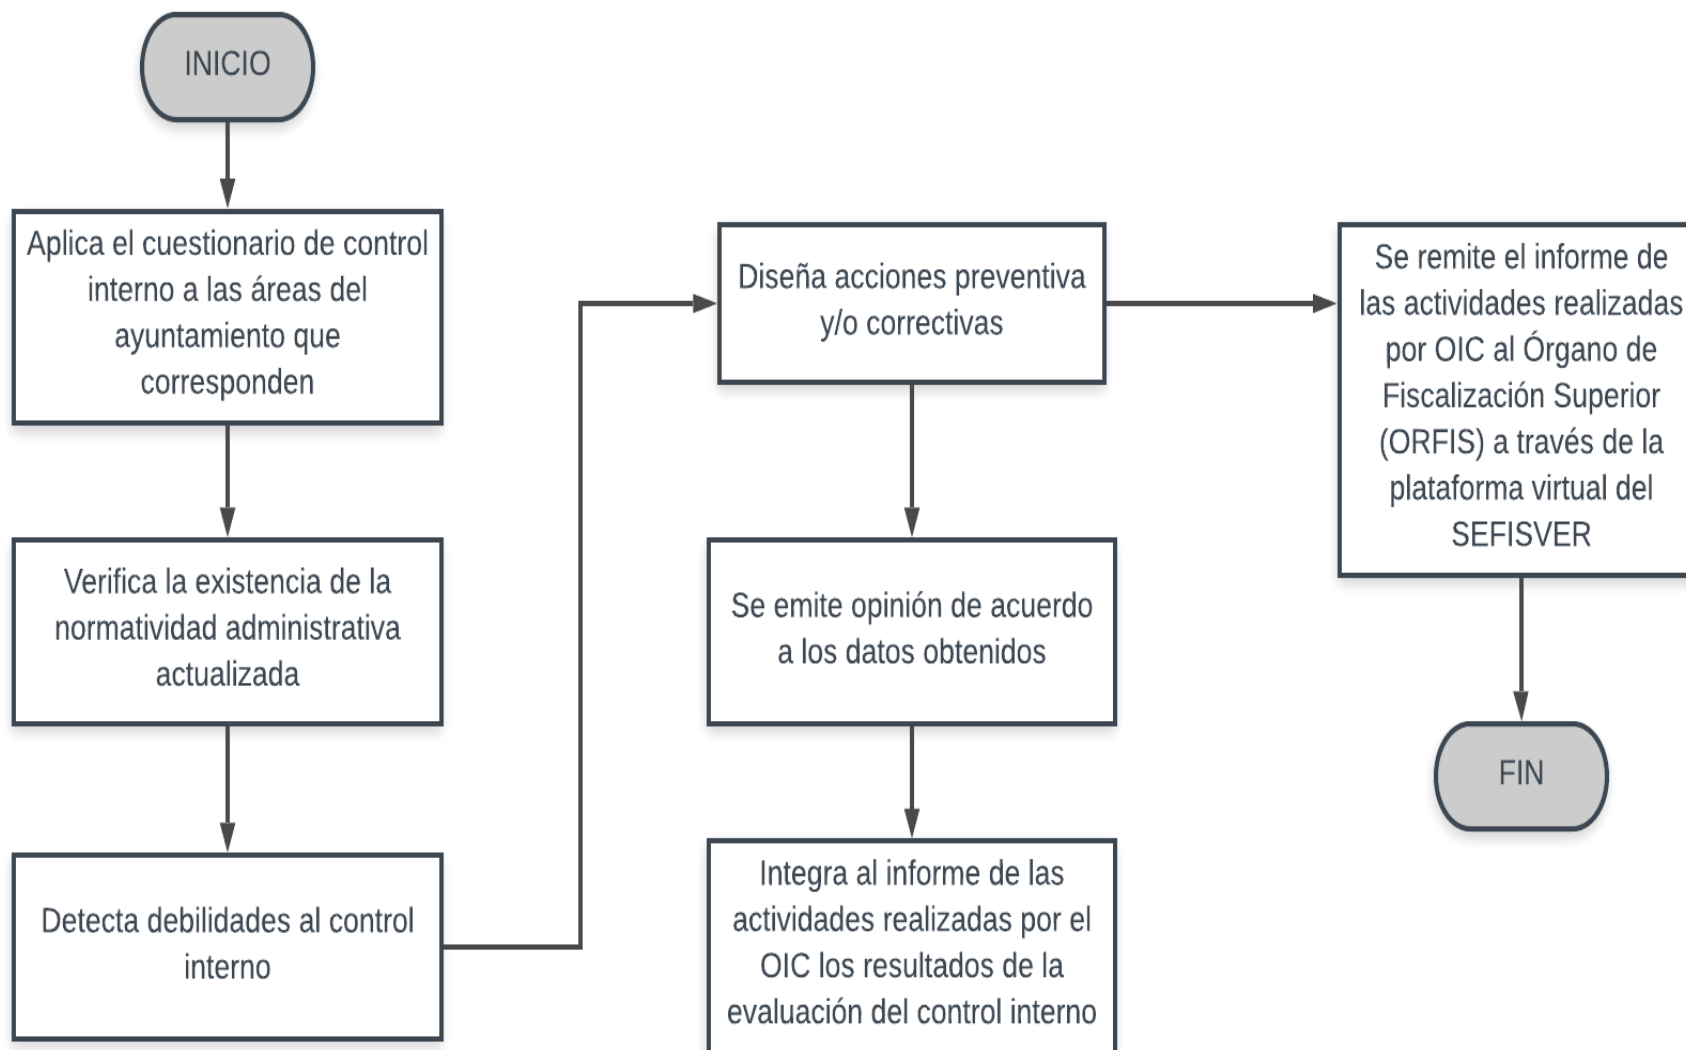 INICIO
Aplica el cuestionario de control
interno a las áreas del
ayuntamiento que
corresponden
Verifica la existencia de la
normatividad administrativa
actualizada
Detecta debilidades al control
interno
Diseña acciones preventiva
y/o correctivas
Se emite opinión de acuerdo
a los datos obtenidos
Integra al informe de las
actividades realizadas por el
OIC los resultados de la
evaluación del control interno
Se remite el informe de
las actividades realizadas
por OIC al Órgano de
Fiscalización Superior
(ORFIS) a través de la
plataforma virtual del
SEFISVER
FIN